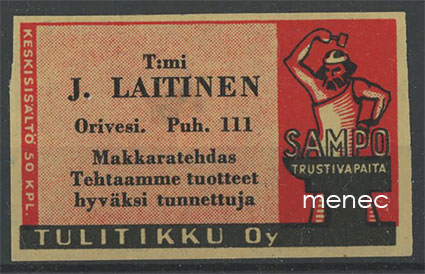 KESKISISÄLTÖ 50 KPL.
T:mi
J. LAITINEN
Orivesi. Puh. 111
Makkaratehdas
Tehtaamme tuotteet
hyväksi tunnettuja
SAMPO
TRUSTIVAPAITA
menec
TULITIKKU Oy